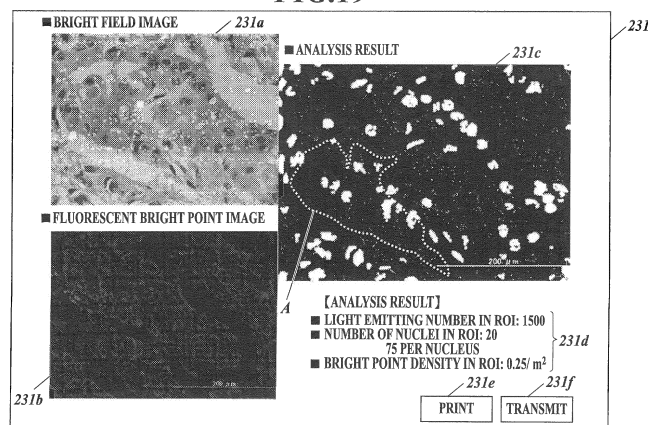 FIG.19
■ BRIGHT FIELD IMAGE
231a
231
■ ANALYSIS RESULT
231c
■ FLUORESCENT BRIGHT POINT IMAGE
200 μm
200 μm
A
231b
【ANALYSIS RESULT】
■ LIGHT EMITTING NUMBER IN ROI: 1500
■ NUMBER OF NUCLEI IN ROI: 20
75 PER NUCLEUS
■ BRIGHT POINT DENSITY IN ROI: 0.25/ m²
231d
231e
231f
PRINT
TRANSMIT